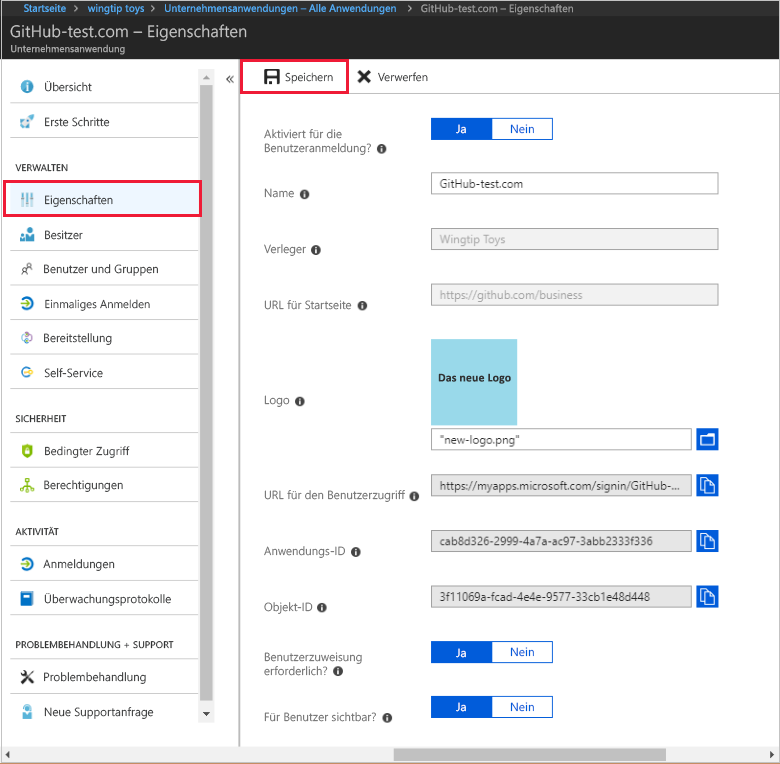 Startseite > wingtip toys > Unternehmensanwendungen – Alle Anwendungen > GitHub-test.com – Eigenschaften
GitHub-test.com – Eigenschaften
Unternehmensanwendung
Übersicht
Erste Schritte
VERWALTEN
Eigenschaften
Besitzer
Benutzer und Gruppen
Einmaliges Anmelden
Bereitstellung
Self-Service
SICHERHEIT
Bedingter Zugriff
Berechtigungen
AKTIVITÄT
Anmeldungen
Überwachungsprotokolle
PROBLEMBEHANDLUNG + SUPPORT
Problembehandlung
Neue Supportanfrage
«
Speichern Verwerfen
Aktiviert für die
Benutzeranmeldung?
Ja Nein
Name
GitHub-test.com
Verleger
Wingtip Toys
URL für Startseite
https://github.com/business
Logo
Das neue Logo
"new-logo.png"
URL für den Benutzerzugriff
https://myapps.microsoft.com/signin/GitHub-...
Anwendungs-ID
cab8d326-2999-4a7a-ac97-3abb2333f336
Objekt-ID
3f11069a-fcad-4e4e-9577-33cb1e48d448
Benutzerzuweisung
erforderlich?
Ja Nein
Für Benutzer sichtbar?
Ja Nein